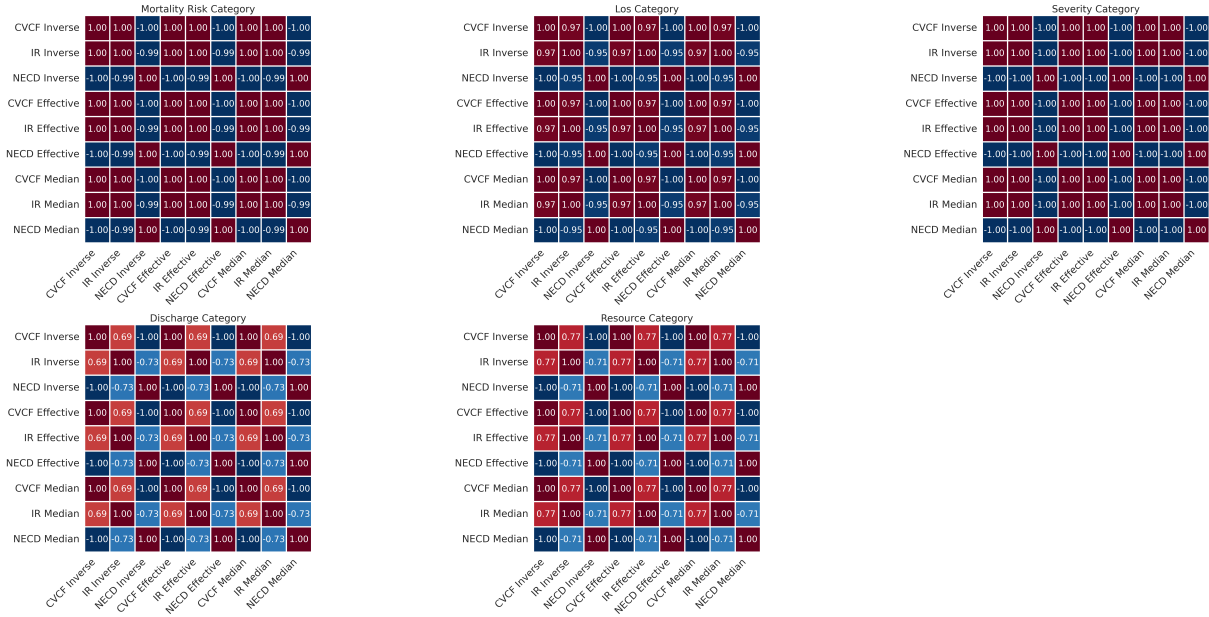 Mortality Risk Category
CVCF Inverse 1.00 1.00 -1.00 1.00 1.00 -1.00 1.00 1.00 -1.00
IR Inverse 1.00 1.00 -0.99 1.00 1.00 -0.99 1.00 1.00 -0.99
NECD Inverse -1.00 -0.99 1.00 -1.00 -0.99 1.00 -1.00 -0.99 1.00
CVCF Effective 1.00 1.00 -1.00 1.00 1.00 -1.00 1.00 1.00 -1.00
IR Effective 1.00 1.00 -0.99 1.00 1.00 -0.99 1.00 1.00 -0.99
NECD Effective -1.00 -0.99 1.00 -1.00 -0.99 1.00 -1.00 -0.99 1.00
CVCF Median 1.00 1.00 -1.00 1.00 1.00 -1.00 1.00 1.00 -1.00
IR Median 1.00 1.00 -0.99 1.00 1.00 -0.99 1.00 1.00 -0.99
NECD Median -1.00 -0.99 1.00 -1.00 -0.99 1.00 -1.00 -0.99 1.00
CVCF Inverse
IR Inverse
NECD Inverse
CVCF Effective
IR Effective
NECD Effective
CVCF Median
IR Median
NECD Median
Los Category
CVCF Inverse 1.00 0.97 -1.00 1.00 0.97 -1.00 1.00 0.97 -1.00
IR Inverse 0.97 1.00 -0.95 0.97 1.00 -0.95 0.97 1.00 -0.95
NECD Inverse -1.00 -0.95 1.00 -1.00 -0.95 1.00 -1.00 -0.95 1.00
CVCF Effective 1.00 0.97 -1.00 1.00 0.97 -1.00 1.00 0.97 -1.00
IR Effective 0.97 1.00 -0.95 0.97 1.00 -0.95 0.97 1.00 -0.95
NECD Effective -1.00 -0.95 1.00 -1.00 -0.95 1.00 -1.00 -0.95 1.00
CVCF Median 1.00 0.97 -1.00 1.00 0.97 -1.00 1.00 0.97 -1.00
IR Median 0.97 1.00 -0.95 0.97 1.00 -0.95 0.97 1.00 -0.95
NECD Median -1.00 -0.95 1.00 -1.00 -0.95 1.00 -1.00 -0.95 1.00
CVCF Inverse
IR Inverse
NECD Inverse
CVCF Effective
IR Effective
NECD Effective
CVCF Median
IR Median
NECD Median
Severity Category
CVCF Inverse 1.00 1.00 -1.00 1.00 1.00 -1.00 1.00 1.00 -1.00
IR Inverse 1.00 1.00 -1.00 1.00 1.00 -1.00 1.00 1.00 -1.00
NECD Inverse -1.00 -1.00 1.00 -1.00 -1.00 1.00 -1.00 -1.00 1.00
CVCF Effective 1.00 1.00 -1.00 1.00 1.00 -1.00 1.00 1.00 -1.00
IR Effective 1.00 1.00 -1.00 1.00 1.00 -1.00 1.00 1.00 -1.00
NECD Effective -1.00 -1.00 1.00 -1.00 -1.00 1.00 -1.00 -1.00 1.00
CVCF Median 1.00 1.00 -1.00 1.00 1.00 -1.00 1.00 1.00 -1.00
IR Median 1.00 1.00 -1.00 1.00 1.00 -1.00 1.00 1.00 -1.00
NECD Median -1.00 -1.00 1.00 -1.00 -1.00 1.00 -1.00 -1.00 1.00
CVCF Inverse
IR Inverse
NECD Inverse
CVCF Effective
IR Effective
NECD Effective
CVCF Median
IR Median
NECD Median
Discharge Category
CVCF Inverse 1.00 0.69 -1.00 1.00 0.69 -1.00 1.00 0.69 -1.00
IR Inverse 0.69 1.00 -0.73 0.69 1.00 -0.73 0.69 1.00 -0.73
NECD Inverse -1.00 -0.73 1.00 -1.00 -0.73 1.00 -1.00 -0.73 1.00
CVCF Effective 1.00 0.69 -1.00 1.00 0.69 -1.00 1.00 0.69 -1.00
IR Effective 0.69 1.00 -0.73 0.69 1.00 -0.73 0.69 1.00 -0.73
NECD Effective -1.00 -0.73 1.00 -1.00 -0.73 1.00 -1.00 -0.73 1.00
CVCF Median 1.00 0.69 -1.00 1.00 0.69 -1.00 1.00 0.69 -1.00
IR Median 0.69 1.00 -0.73 0.69 1.00 -0.73 0.69 1.00 -0.73
NECD Median -1.00 -0.73 1.00 -1.00 -0.73 1.00 -1.00 -0.73 1.00
CVCF Inverse
IR Inverse
NECD Inverse
CVCF Effective
IR Effective
NECD Effective
CVCF Median
IR Median
NECD Median
Resource Category
CVCF Inverse 1.00 0.77 -1.00 1.00 0.77 -1.00 1.00 0.77 -1.00
IR Inverse 0.77 1.00 -0.71 0.77 1.00 -0.71 0.77 1.00 -0.71
NECD Inverse -1.00 -0.71 1.00 -1.00 -0.71 1.00 -1.00 -0.71 1.00
CVCF Effective 1.00 0.77 -1.00 1.00 0.77 -1.00 1.00 0.77 -1.00
IR Effective 0.77 1.00 -0.71 0.77 1.00 -0.71 0.77 1.00 -0.71
NECD Effective -1.00 -0.71 1.00 -1.00 -0.71 1.00 -1.00 -0.71 1.00
CVCF Median 1.00 0.77 -1.00 1.00 0.77 -1.00 1.00 0.77 -1.00
IR Median 0.77 1.00 -0.71 0.77 1.00 -0.71 0.77 1.00 -0.71
NECD Median -1.00 -0.71 1.00 -1.00 -0.71 1.00 -1.00 -0.71 1.00
CVCF Inverse
IR Inverse
NECD Inverse
CVCF Effective
IR Effective
NECD Effective
CVCF Median
IR Median
NECD Median